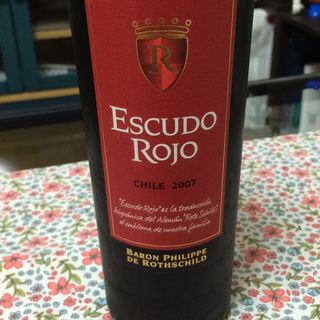 R
ESCUDO
ROJO
CHILE 2007
"Escudo Rojo" es la traducción
hispánica del Alemán "Rote Schild",
el emblema de nuestra familia.
BARON PHILIPPE
DE ROTHSCHILD